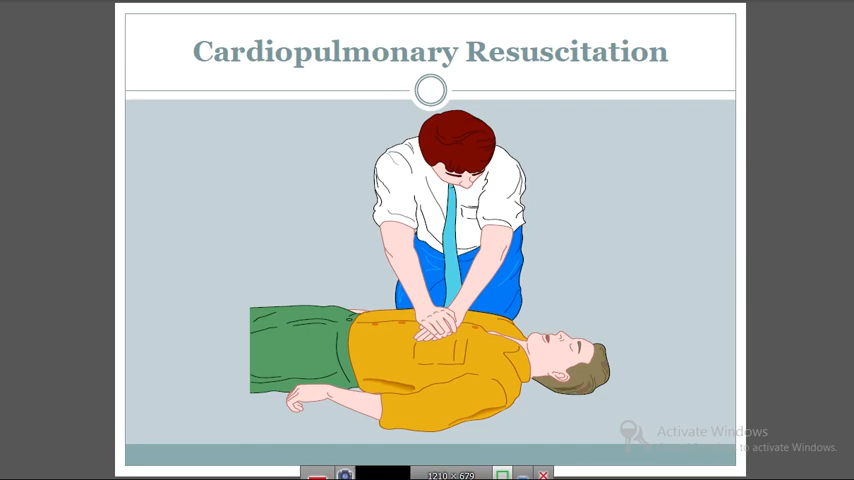 Cardiopulmonary Resuscitation
Activate Windows
to activate Windows.
1210 × 679